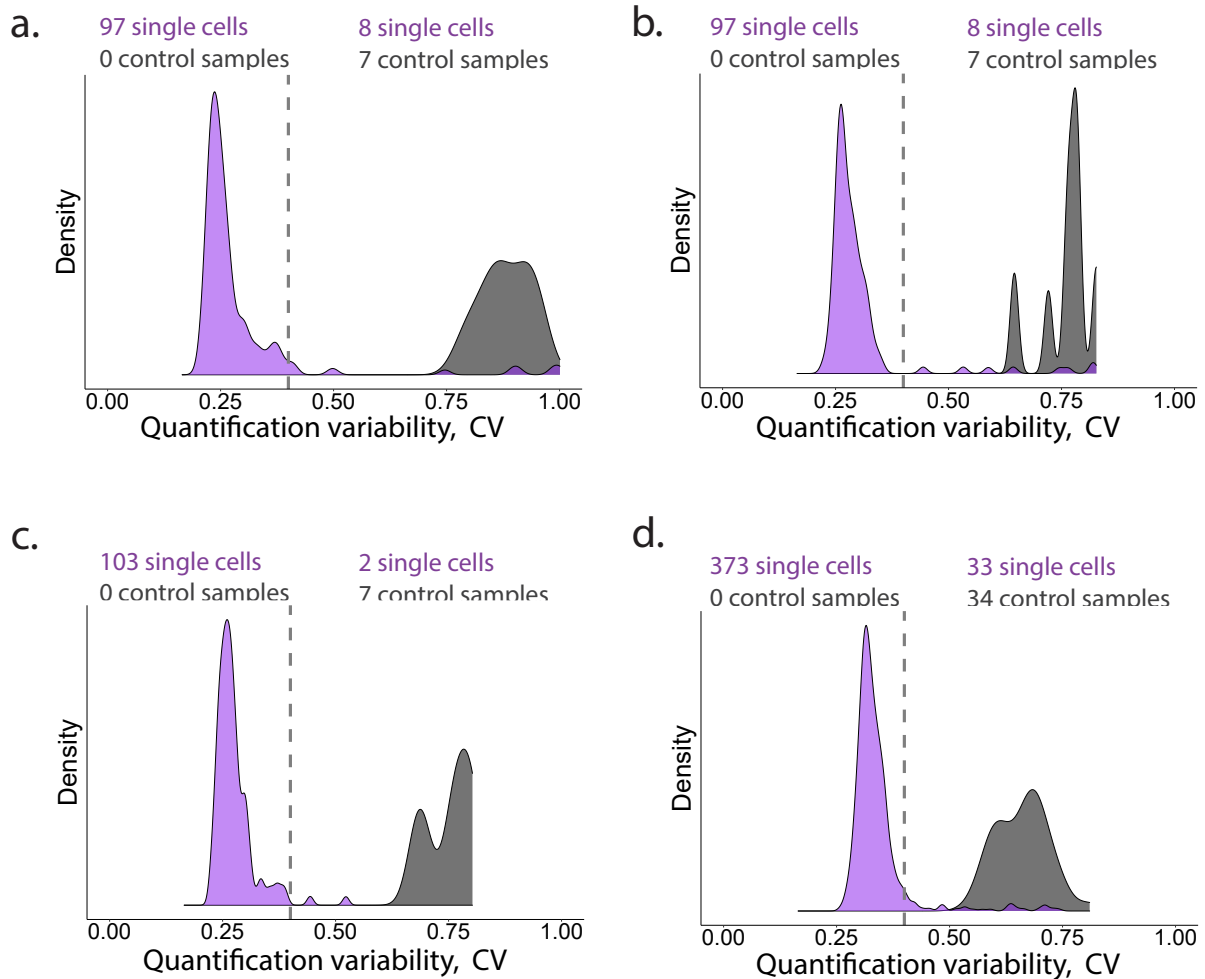 a.
97 single cells
8 single cells
0 control samples
7 control samples
Density
0.00 0.25 0.50 0.75 1.00
Quantification variability, CV
b.
97 single cells
8 single cells
0 control samples
7 control samples
Density
0.00 0.25 0.50 0.75 1.00
Quantification variability, CV
c.
103 single cells
2 single cells
0 control samples
7 control samples
Density
0.00 0.25 0.50 0.75 1.00
Quantification variability, CV
d.
373 single cells
33 single cells
0 control samples
34 control samples
Density
0.00 0.25 0.50 0.75 1.00
Quantification variability, CV